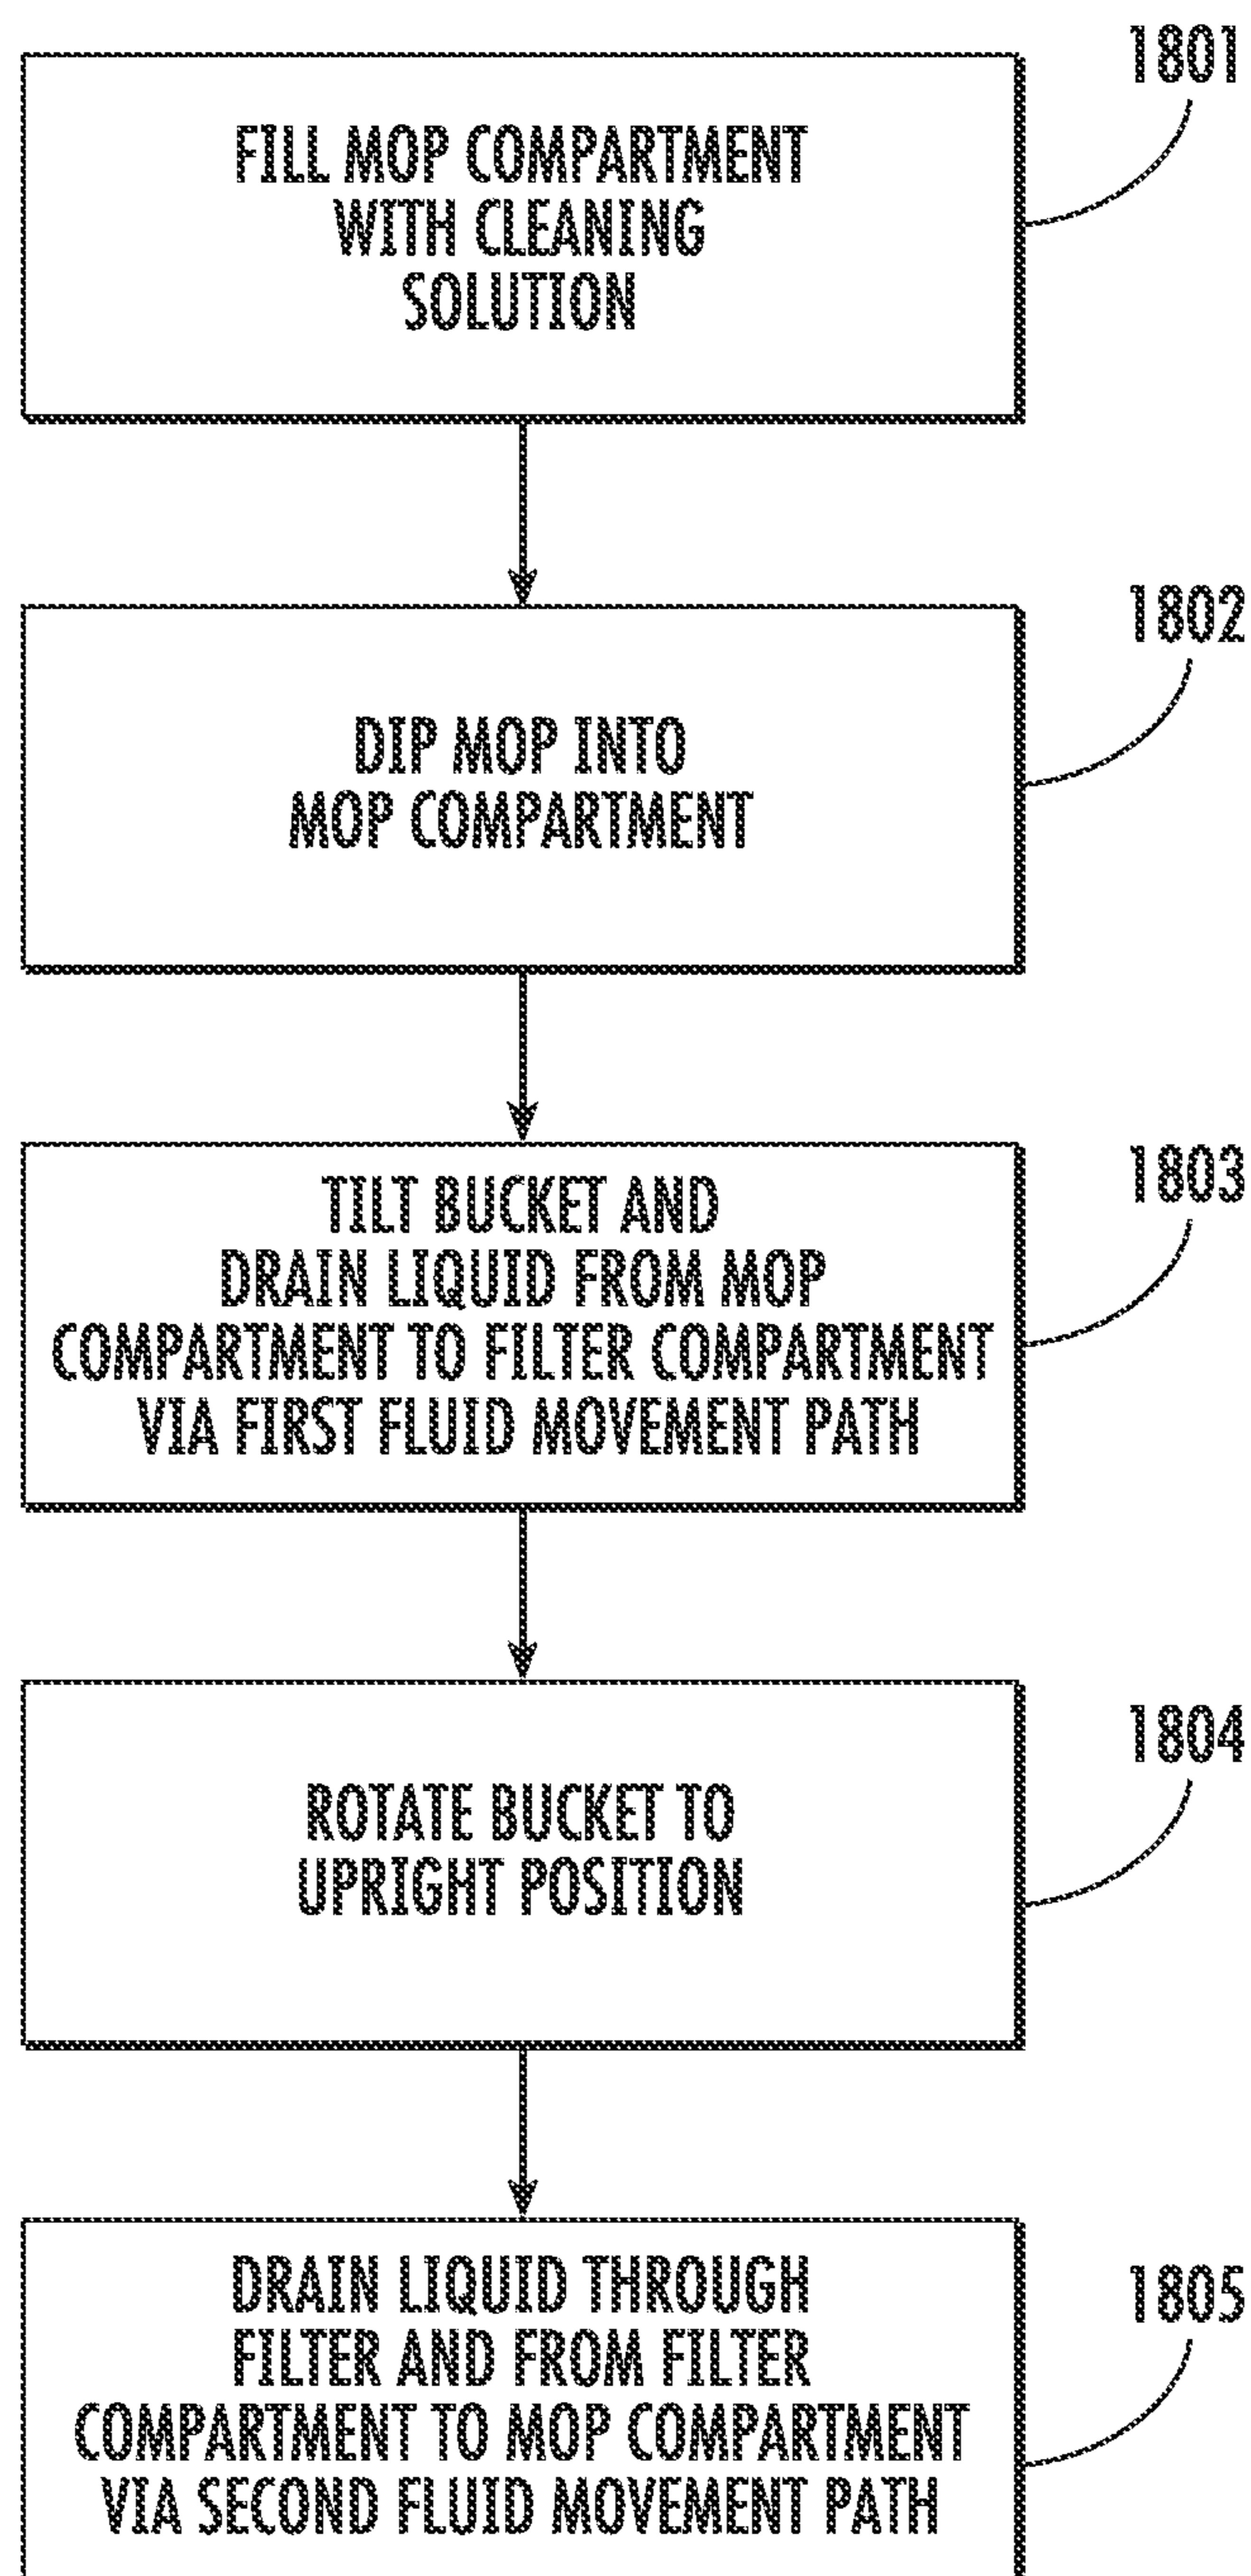 1801
FILL MOP COMPARTMENT
WITH CLEANING
SOLUTION
1802
DIP MOP INTO
MOP COMPARTMENT
1803
TILT BUCKET AND
DRAIN LIQUID FROM MOP
COMPARTMENT TO FILTER COMPARTMENT
VIA FIRST FLUID MOVEMENT PATH
1804
ROTATE BUCKET TO
UPRIGHT POSITION
1805
DRAIN LIQUID THROUGH
FILTER AND FROM FILTER
COMPARTMENT TO MOP COMPARTMENT
VIA SECOND FLUID MOVEMENT PATH